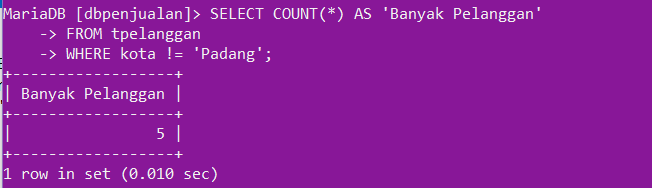 MariaDB [dbpenjualan]> SELECT COUNT(*) AS 'Banyak Pelanggan'
    -> FROM tpelanggan
    -> WHERE kota != 'Padang';
+------------------+
| Banyak Pelanggan |
+------------------+
|                5 |
+------------------+
1 row in set (0.010 sec)